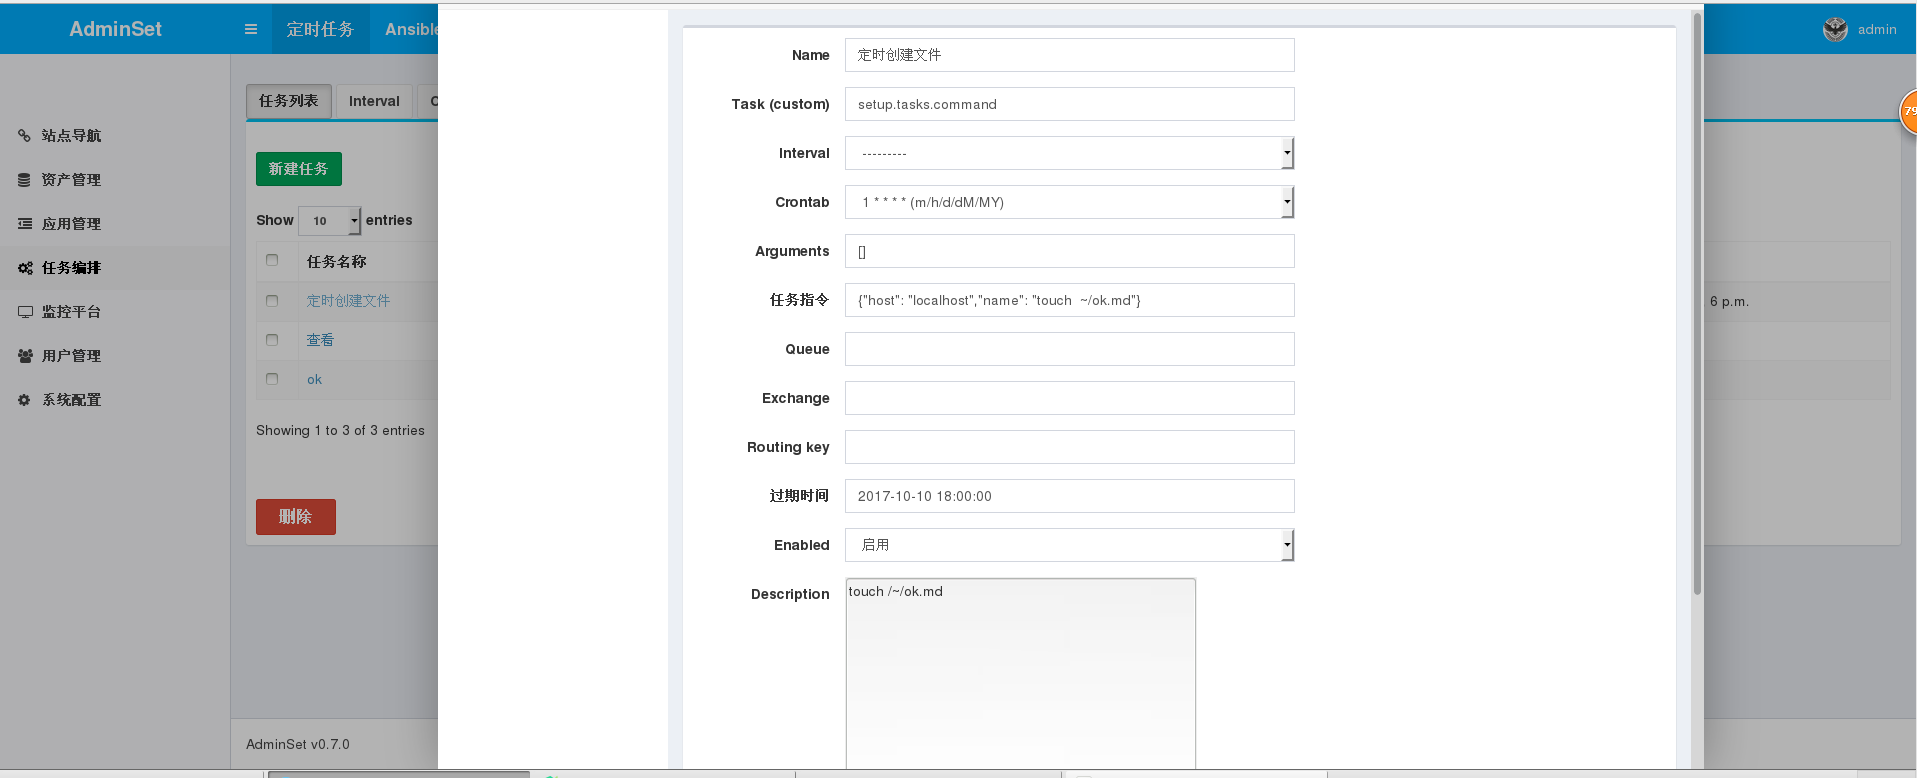 AdminSet
定时任务
admin
任务列表
Interval
新建任务
Show 10 entries
任务名称
定时创建文件
6 p.m.
查看
ok
Showing 1 to 3 of 3 entries
删除
站点导航
资产管理
应用管理
任务编排
监控平台
用户管理
系统配置
AdminSet v0.7.0
Name 定时创建文件
Task (custom) setup.tasks.command
Interval ---------
Crontab 1 * * * * (m/h/d/dM/MY)
Arguments []
任务指令 {"host": "localhost","name": "touch  ~/ok.md"}
Queue
Exchange
Routing key
过期时间 2017-10-10 18:00:00
Enabled 启用
Description touch /~/ok.md